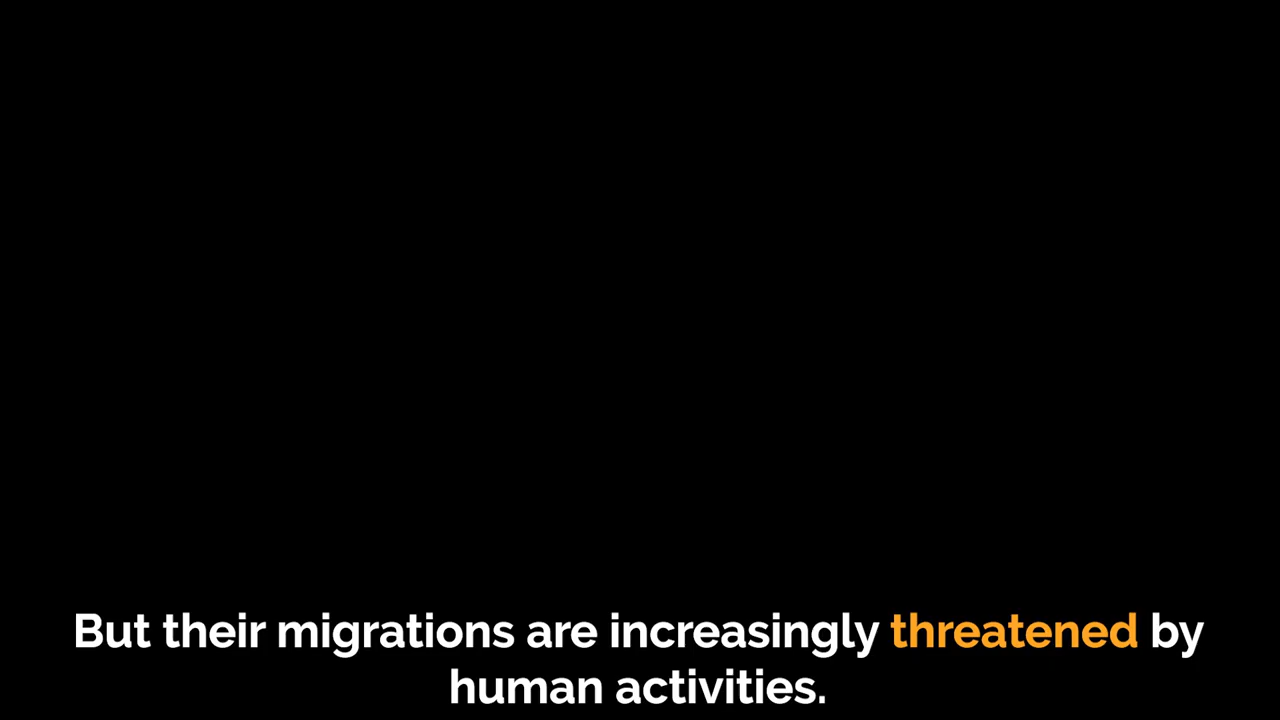 But their migrations are increasingly threatened by
human activities.